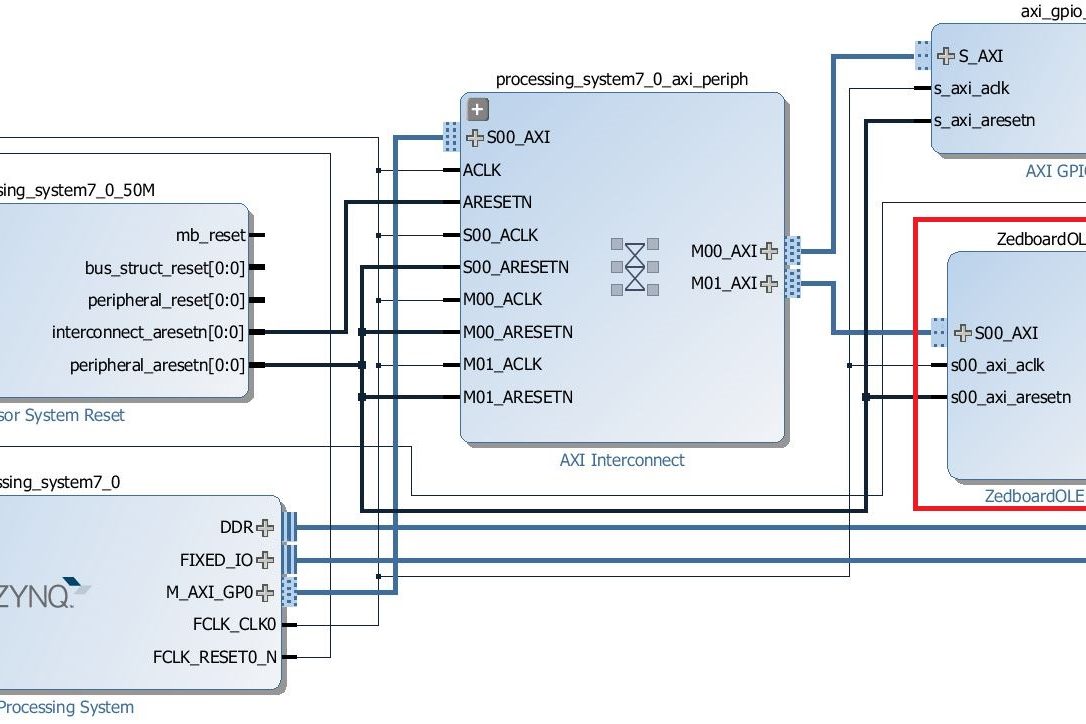 axi_gpio_
S_AXI
s_axi_aclk
s_axi_aresetn
AXI GPIO
processing_system7_0_axi_periph
S00_AXI
ACLK
ARESETN
S00_ACLK
S00_ARESETN
M00_ACLK
M00_ARESETN
M01_ACLK
M01_ARESETN
M00_AXI
M01_AXI
AXI Interconnect
sing_system7_0_50M
mb_reset
bus_struct_reset[0:0]
peripheral_reset[0:0]
interconnect_aresetn[0:0]
peripheral_aresetn[0:0]
sor System Reset
ZedboardOL
S00_AXI
s00_axi_aclk
s00_axi_aresetn
ZedboardOLE
ssing_system7_0
DDR
FIXED_IO
M_AXI_GP0
FCLK_CLK0
FCLK_RESET0_N
ZYNQ
Processing System